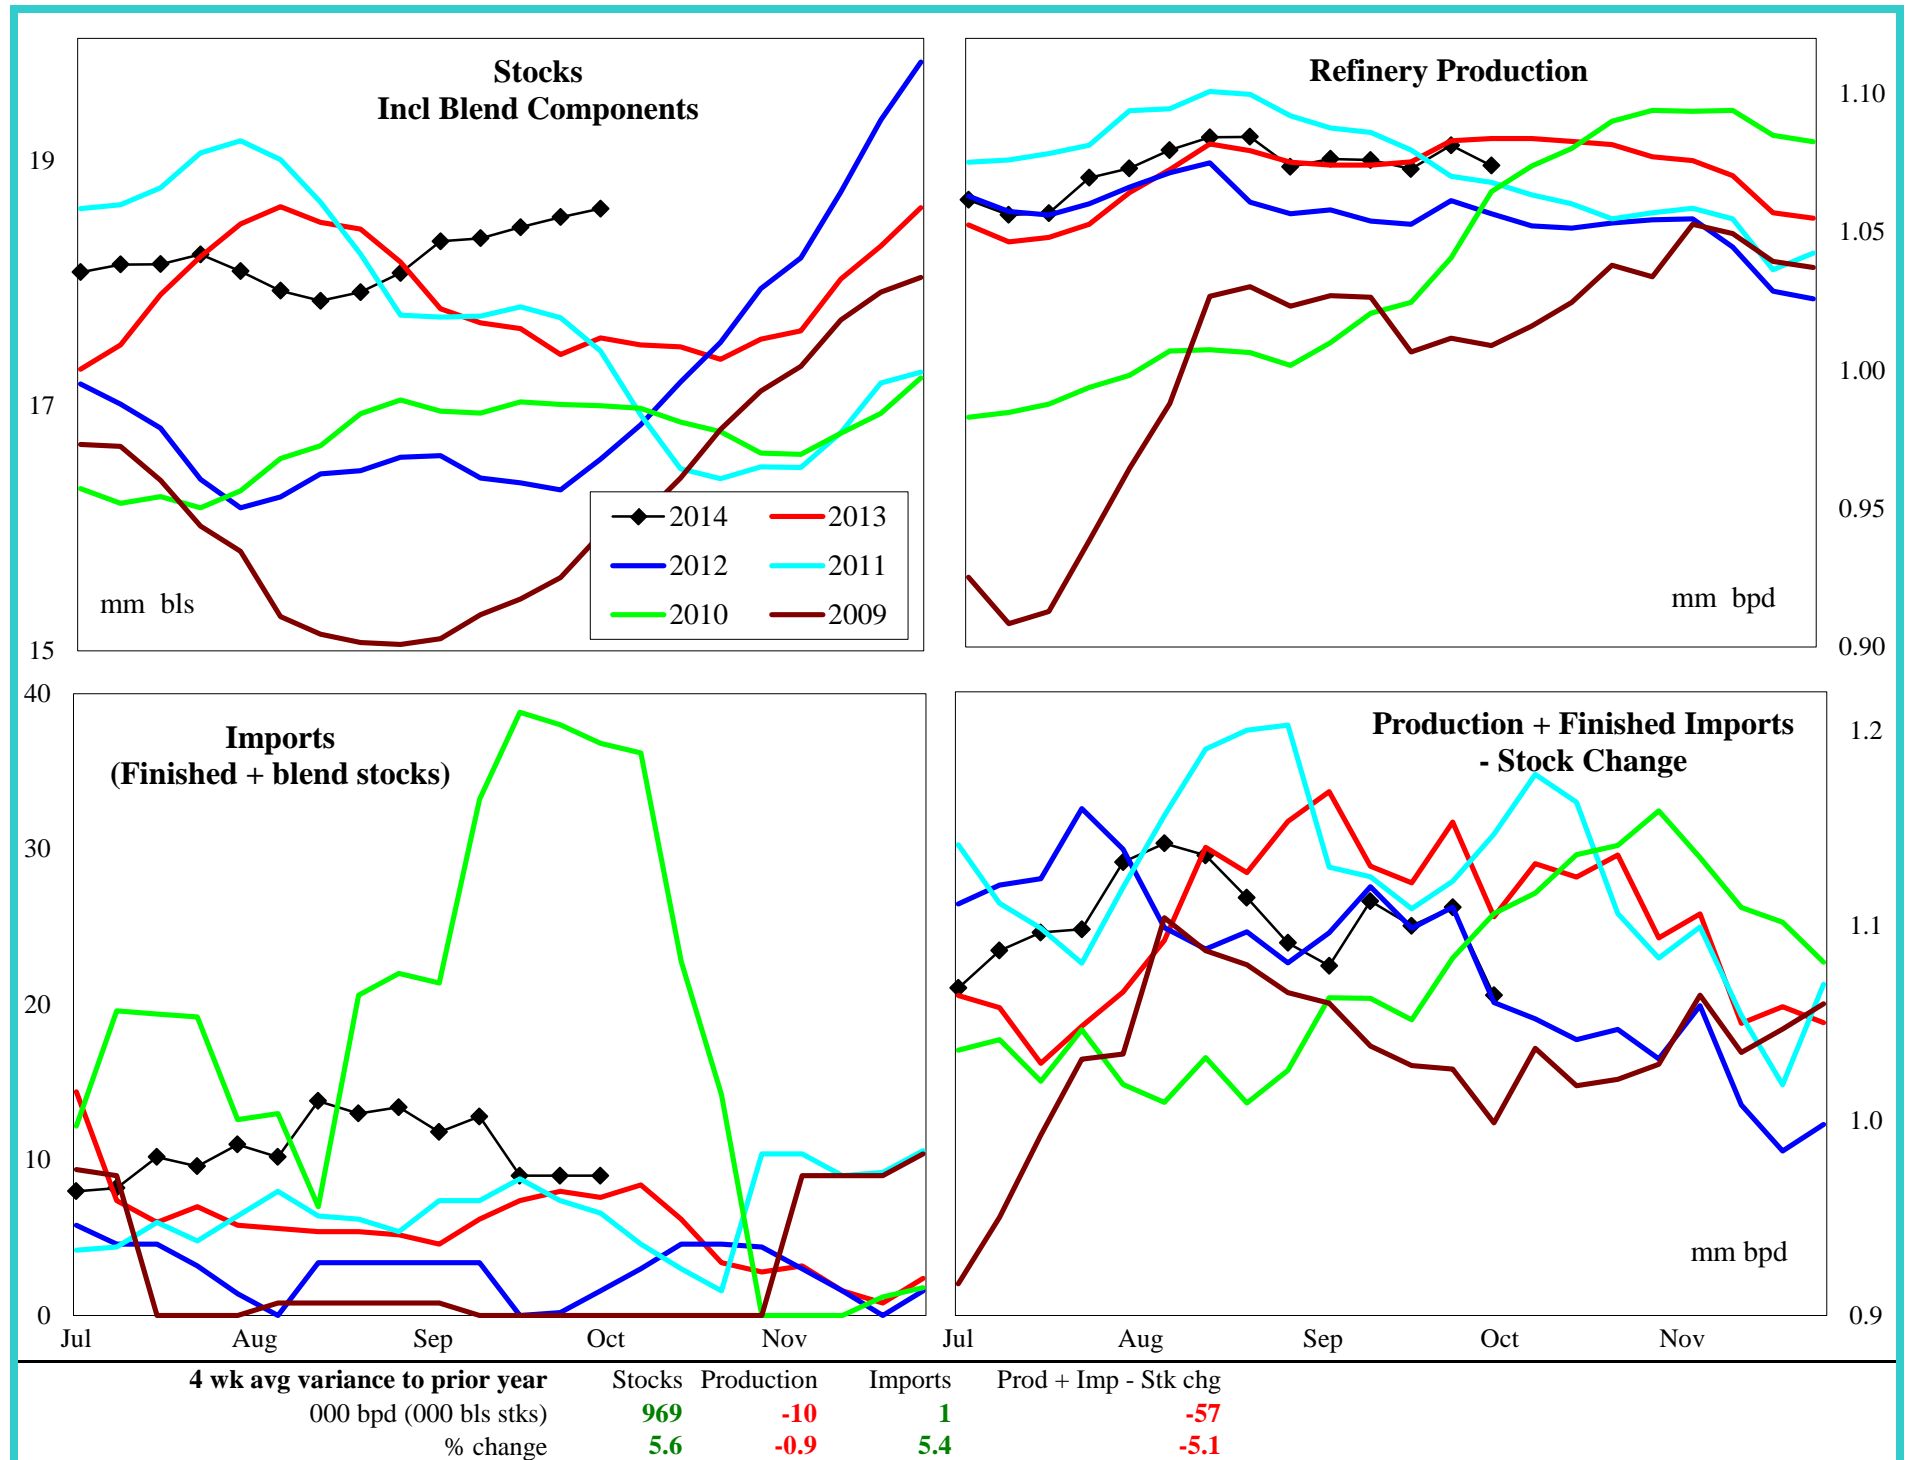 Stocks
Incl Blend Components
19
17
15
mm bls
2014
2013
2012
2011
2010
2009
Refinery Production
1.10
1.05
1.00
0.95
0.90
mm bpd
Imports
(Finished + blend stocks)
40
30
20
10
0
Jul Aug Sep Oct Nov
Production + Finished Imports
- Stock Change
1.2
1.1
1.0
0.9
mm bpd
Jul Aug Sep Oct Nov
4 wk avg variance to prior year Stocks Production Imports Prod + Imp - Stk chg
000 bpd (000 bls stks) 969 -10 1 -57
% change 5.6 -0.9 5.4 -5.1